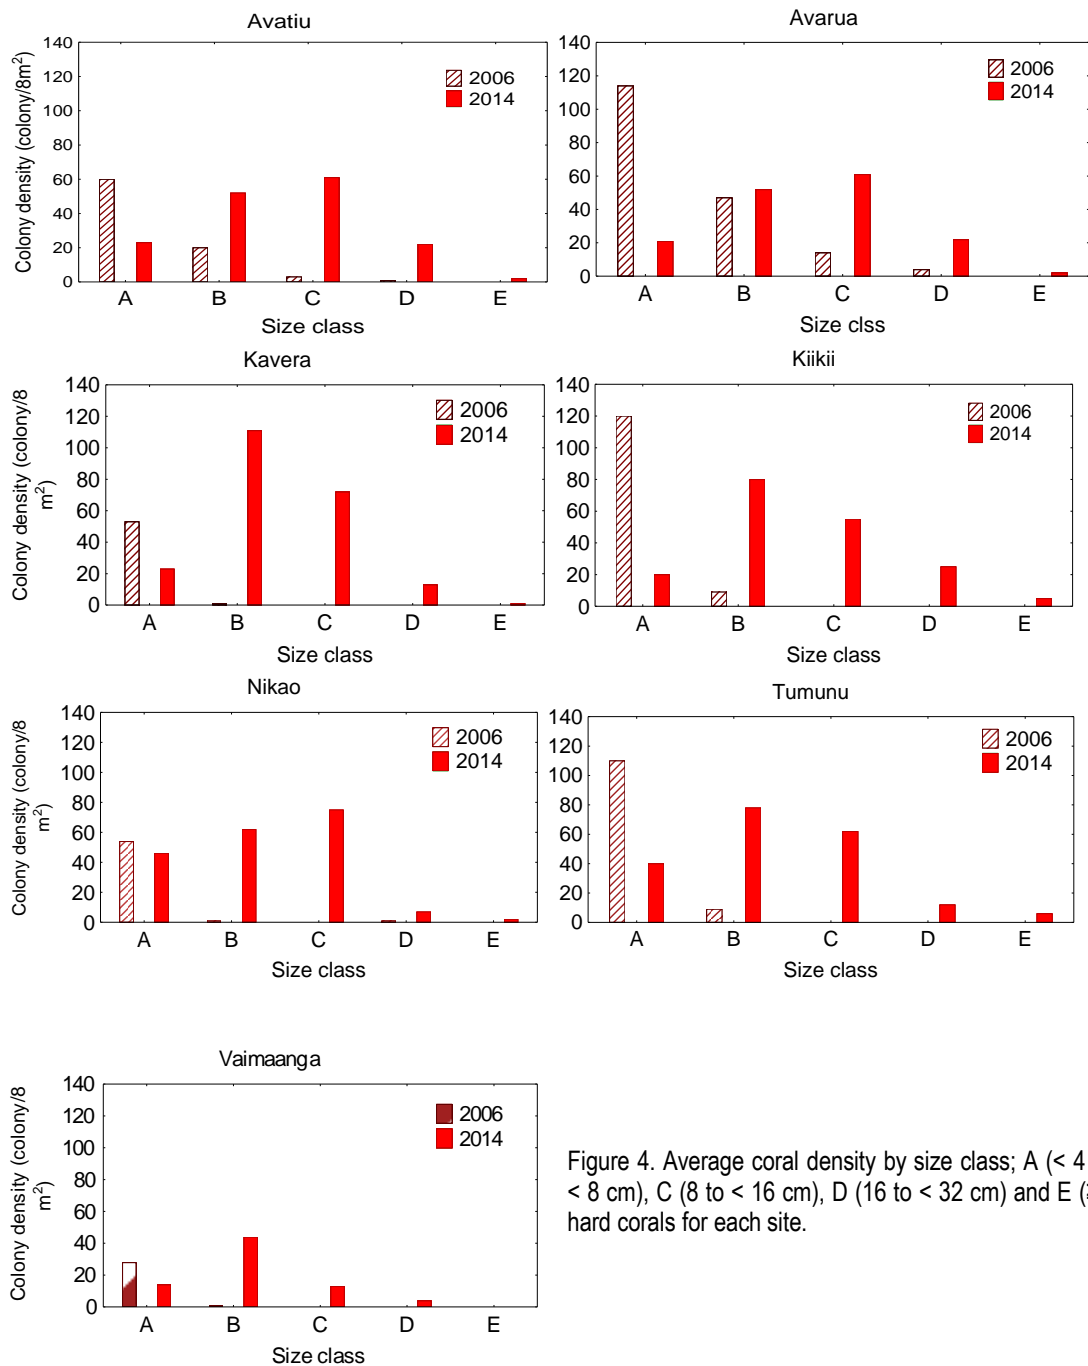 Avatiu
Colony density (colony/8m²)
140
120
100
80
60
40
20
0
2006
2014
A B C D E
Size class
Avarua
140
120
100
80
60
40
20
0
2006
2014
A B C D E
Size clss
Kavera
Colony density (colony/8
m²)
140
120
100
80
60
40
20
0
2006
2014
A B C D E
Size class
Kiikii
140
120
100
80
60
40
20
0
2006
2014
A B C D E
Size class
Nikao
Colony density (colony/8
m²)
140
120
100
80
60
40
20
0
2006
2014
A B C D E
Size class
Tumunu
140
120
100
80
60
40
20
0
2006
2014
A B C D E
Size class
Vaimaanga
Colony density (colony/8
m²)
140
120
100
80
60
40
20
0
2006
2014
A B C D E
Size class
Figure 4. Average coral density by size class; A (< 4
< 8 cm), C (8 to < 16 cm), D (16 to < 32 cm) and E (
hard corals for each site.